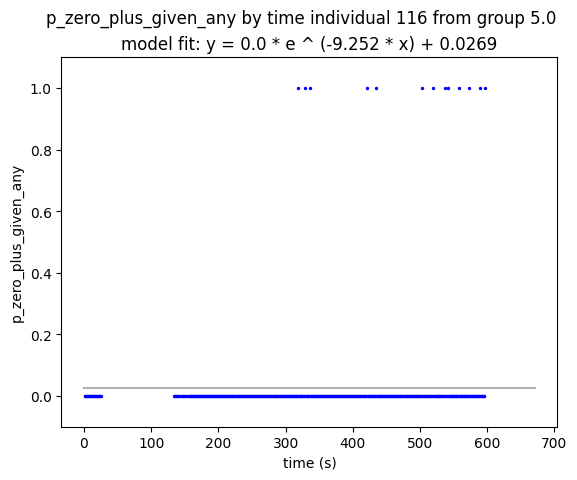 p_zero_plus_given_any by time individual 116 from group 5.0
model fit: y = 0.0 * e ^ (-9.252 * x) + 0.0269
1.0
0.8
0.6
0.4
0.2
0.0
p_zero_plus_given_any
0 100 200 300 400 500 600 700
time (s)